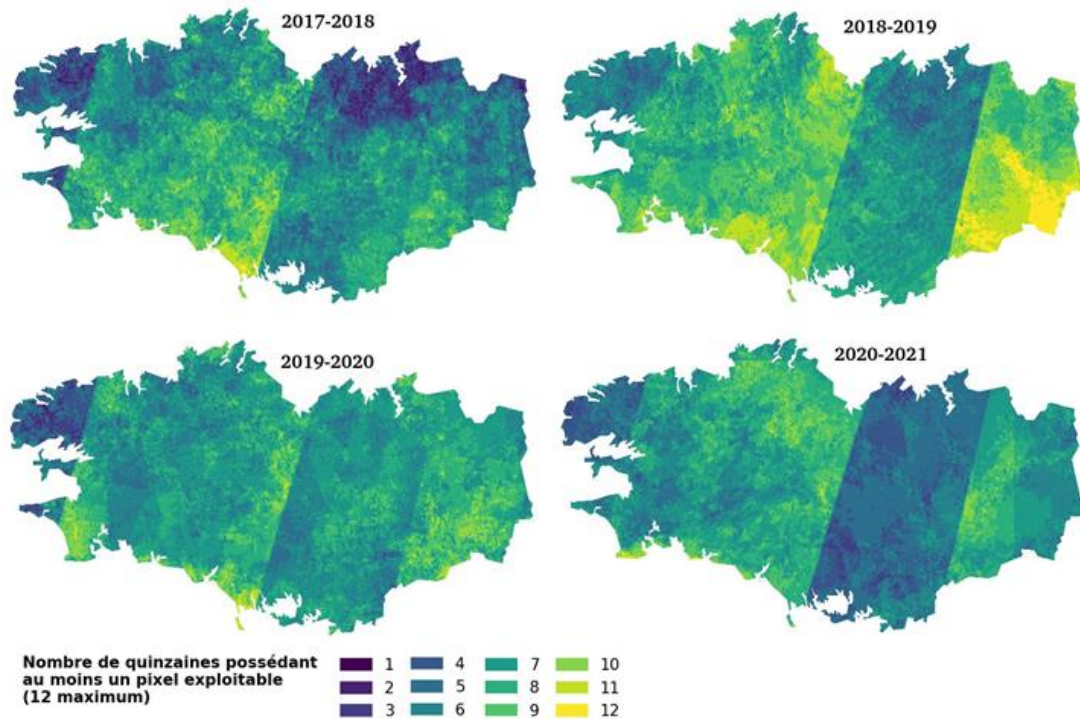 2017-2018
2018-2019
2019-2020
2020-2021
Nombre de quinzaines possédant
au moins un pixel exploitable
(12 maximum)
1 4 7 10
2 5 8 11
3 6 9 12